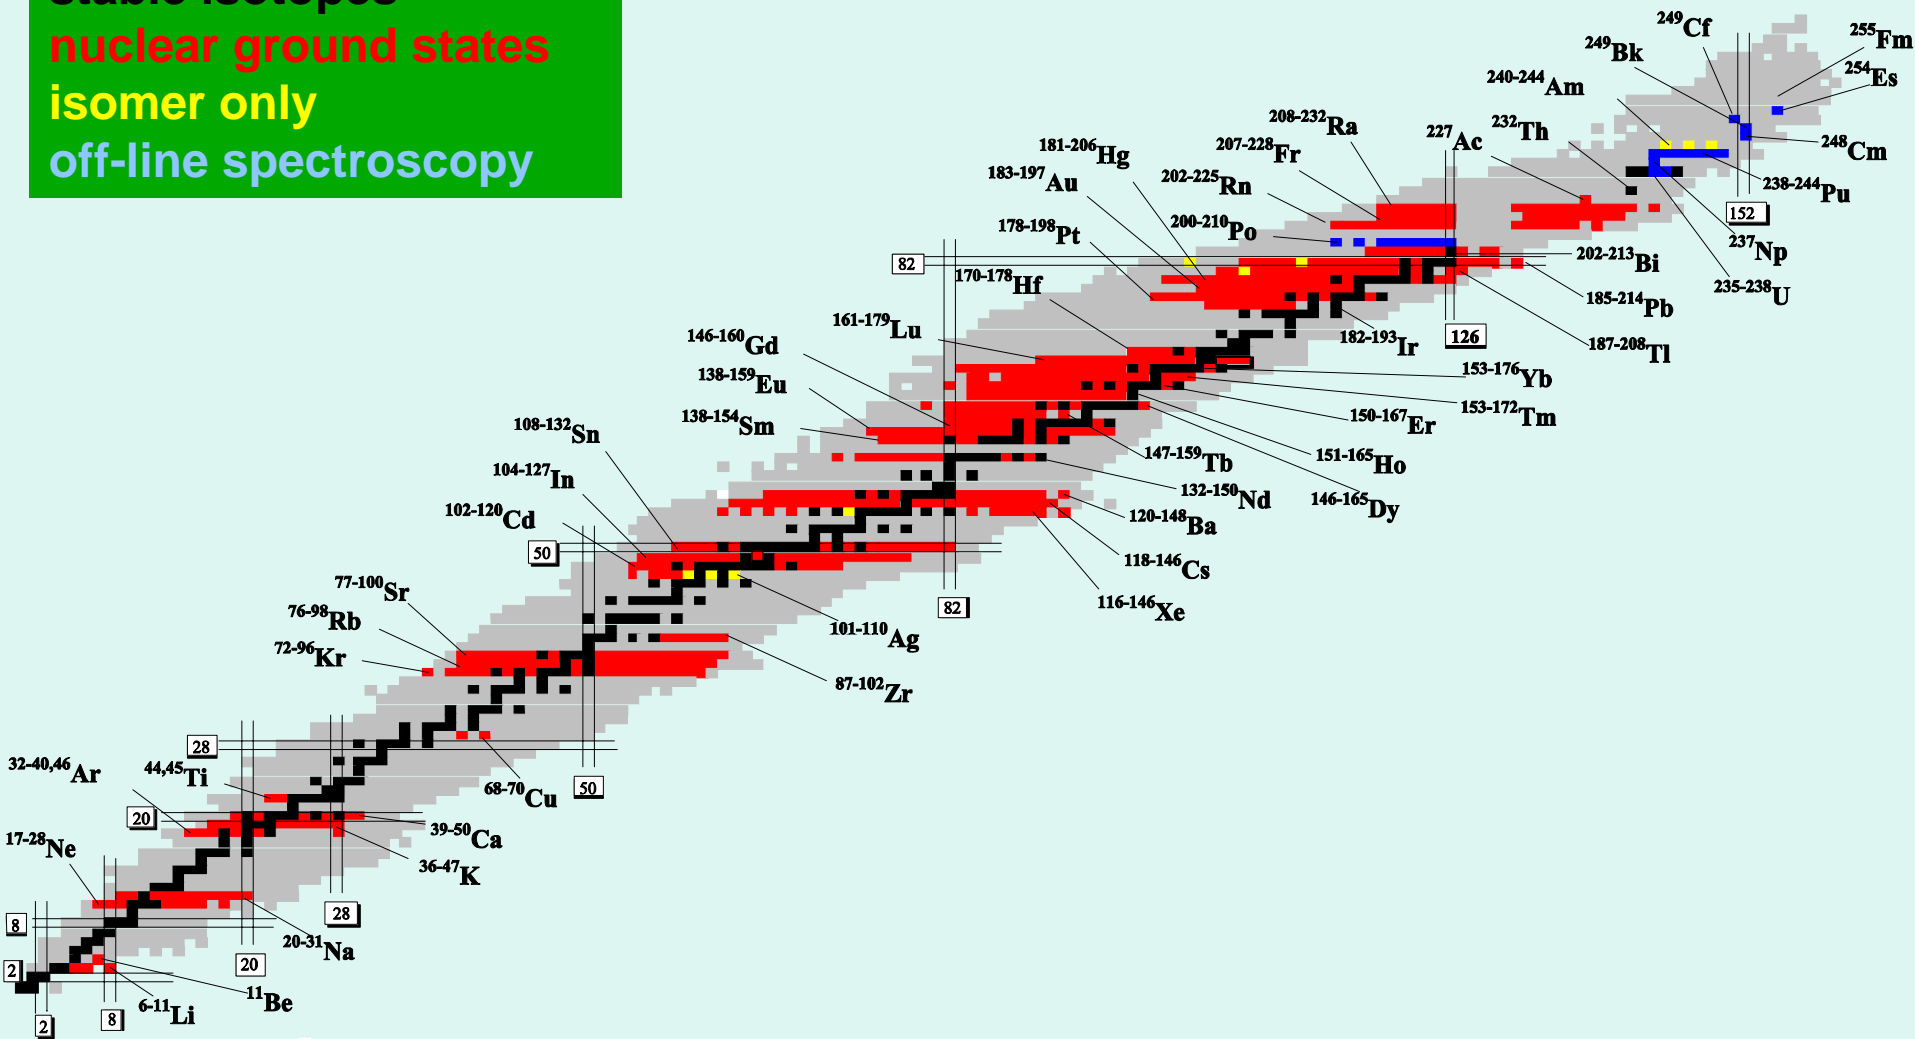 stable isotopes
nuclear ground states
isomer only
off-line spectroscopy
249Cf
255Fm
249Bk
254Es
240-244Am
208-232Ra
232Th
227Ac
248Cm
207-228Fr
181-206Hg
183-197Au
202-225Rn
238-244Pu
152
200-210Po
178-198Pt
237Np
202-213Bi
82
170-178Hf
235-238U
185-214Pb
161-179Lu
126
182-193Ir
146-160Gd
187-208Tl
138-159Eu
153-176Yb
153-172Tm
138-154Sm
150-167Er
108-132Sn
147-159Tb
151-165Ho
104-127In
132-150Nd
146-165Dy
102-120Cd
120-148Ba
50
118-146Cs
77-100Sr
82
116-146Xe
76-98Rb
101-110Ag
72-96Kr
87-102Zr
28
32-40,46Ar
44,45Ti
50
68-70Cu
20
39-50Ca
17-28Ne
36-47K
28
8
20-31Na
20
2
11Be
6-11Li
8
2